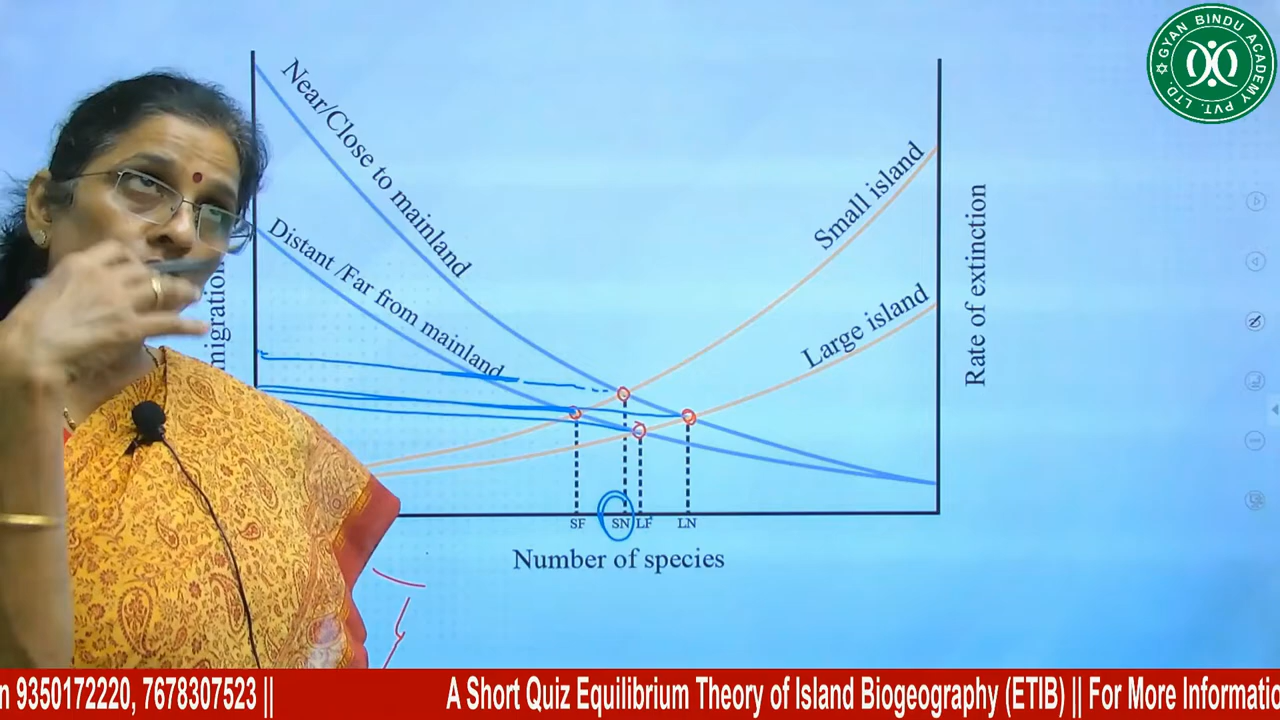 GYAN BINDU ACADEMY PVT. LTD.
Near/Close to mainland
Distant /Far from mainland
Small island
Large island
Rate of extinction
migration
SF SN LF LN
Number of species
n 9350172220, 7678307523 || A Short Quiz Equilibrium Theory of Island Biogeography (ETIB) || For More Informatio